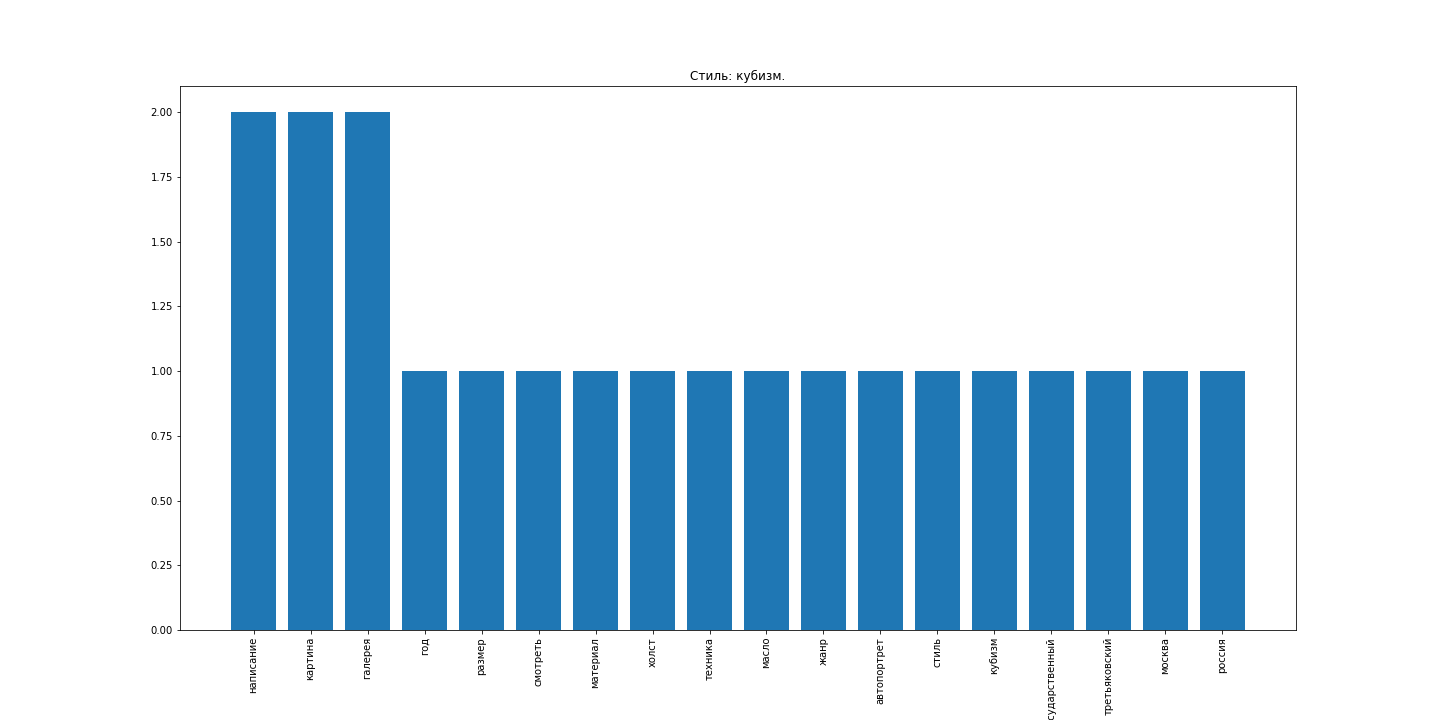 Стиль: кубизм.
2.00
1.75
1.50
1.25
1.00
0.75
0.50
0.25
0.00
написание
картина
галерея
год
размер
смотреть
материал
холст
техника
масло
жанр
автопортрет
стиль
кубизм
сударственный
третьяковский
москва
россия